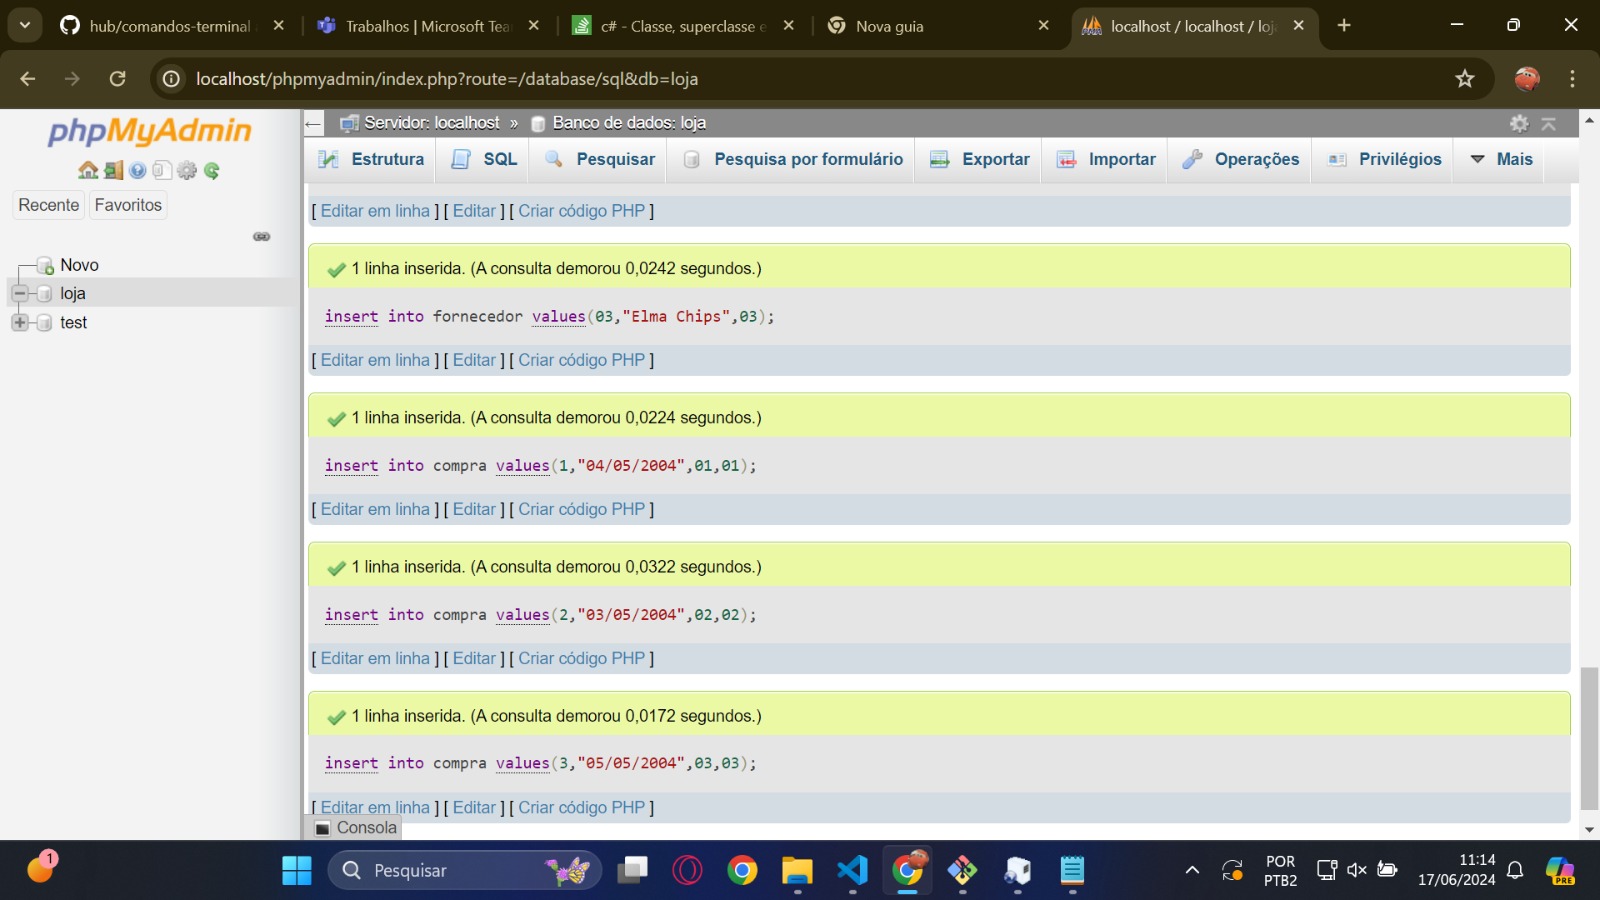 hub/comandos-terminal
Trabalhos | Microsoft Tea
c# - Classe, superclasse e
Nova guia
localhost / localhost / loj
localhost/phpmyadmin/index.php?route=/database/sql&db=loja
phpMyAdmin
Recente
Favoritos
Novo
loja
test
Servidor: localhost » Banco de dados: loja
Estrutura
SQL
Pesquisar
Pesquisa por formulário
Exportar
Importar
Operações
Privilégios
Mais
[ Editar em linha ] [ Editar ] [ Criar código PHP ]
1 linha inserida. (A consulta demorou 0,0242 segundos.)
insert into fornecedor values(03,"Elma Chips",03);
[ Editar em linha ] [ Editar ] [ Criar código PHP ]
1 linha inserida. (A consulta demorou 0,0224 segundos.)
insert into compra values(1,"04/05/2004",01,01);
[ Editar em linha ] [ Editar ] [ Criar código PHP ]
1 linha inserida. (A consulta demorou 0,0322 segundos.)
insert into compra values(2,"03/05/2004",02,02);
[ Editar em linha ] [ Editar ] [ Criar código PHP ]
1 linha inserida. (A consulta demorou 0,0172 segundos.)
insert into compra values(3,"05/05/2004",03,03);
[ Editar em linha ] [ Editar ] [ Criar código PHP ]
Consola
1
Pesquisar
POR
PTB2
11:14
17/06/2024
PRE